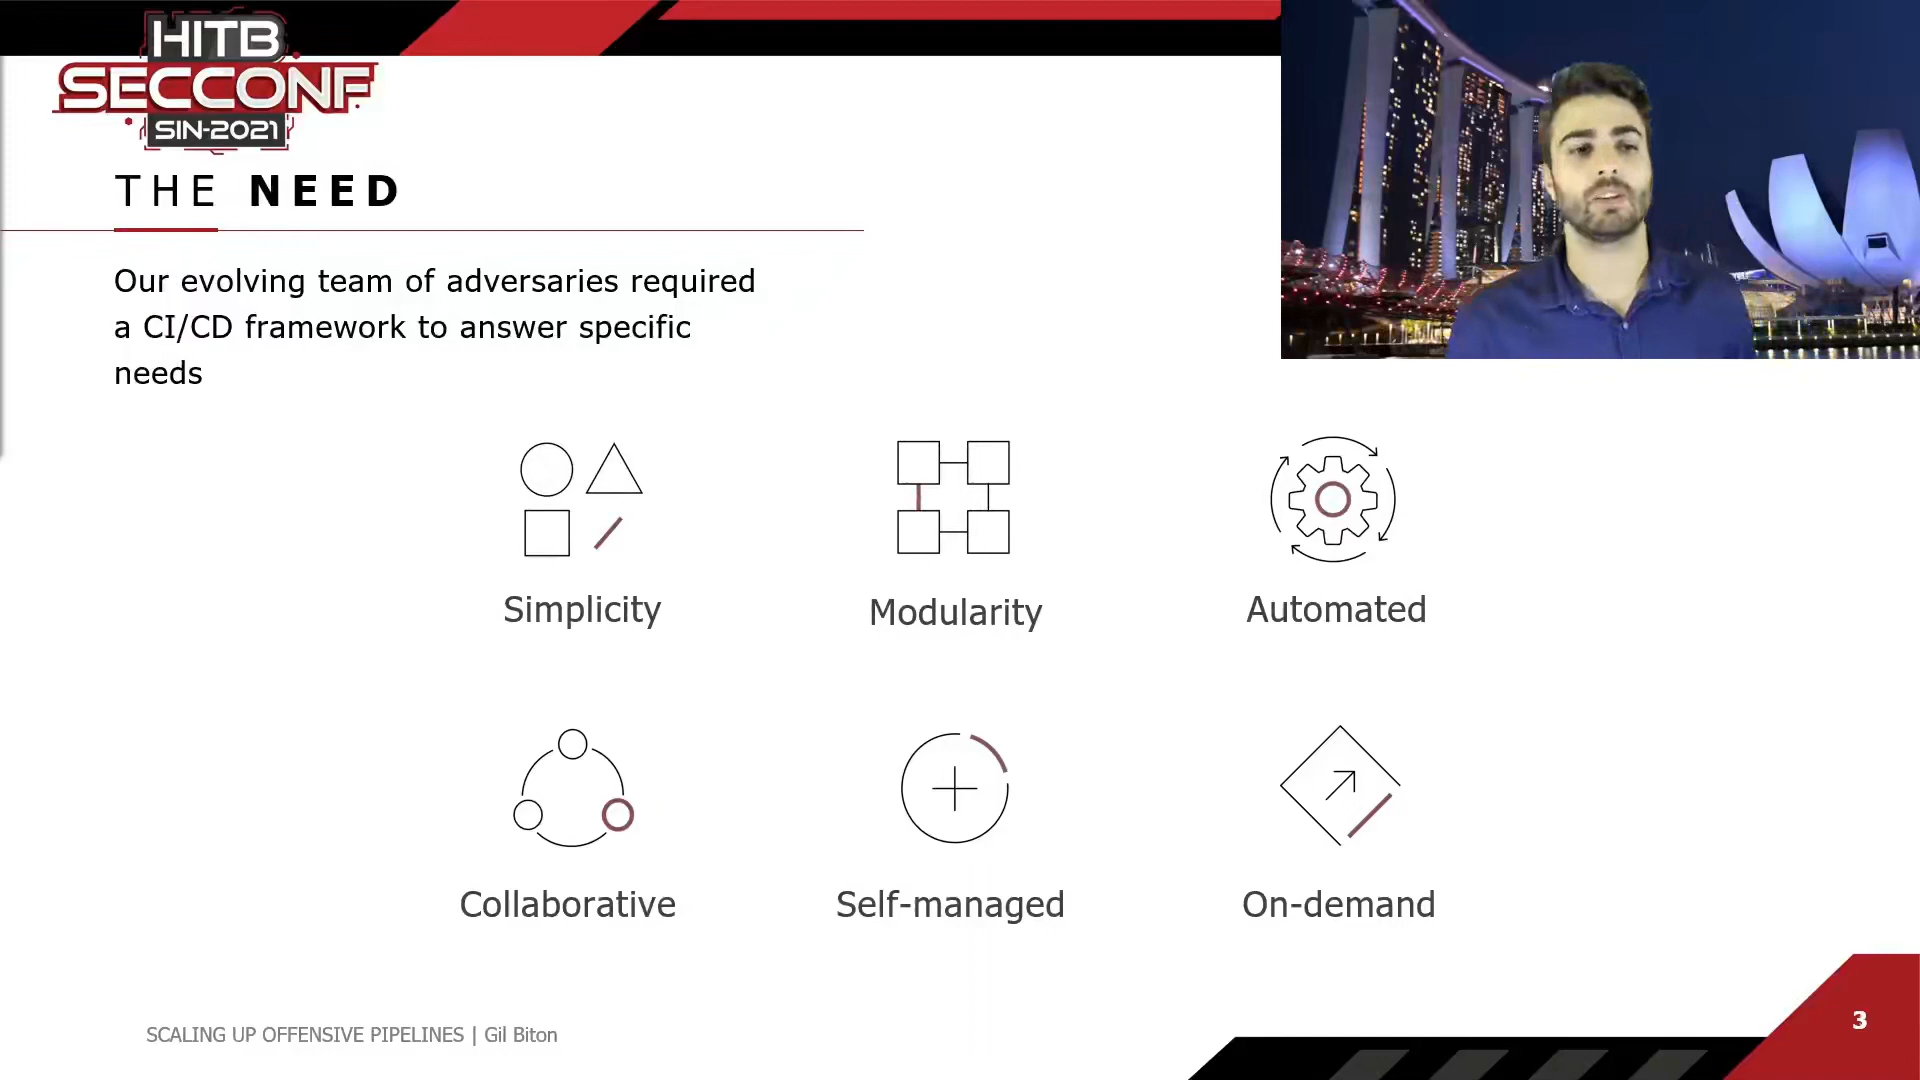 HITB
SECCONF
SIN-2021
THE NEED
Our evolving team of adversaries required
a CI/CD framework to answer specific
needs
Simplicity
Modularity
Automated
Collaborative
Self-managed
On-demand
SCALING UP OFFENSIVE PIPELINES | Gil Biton
3